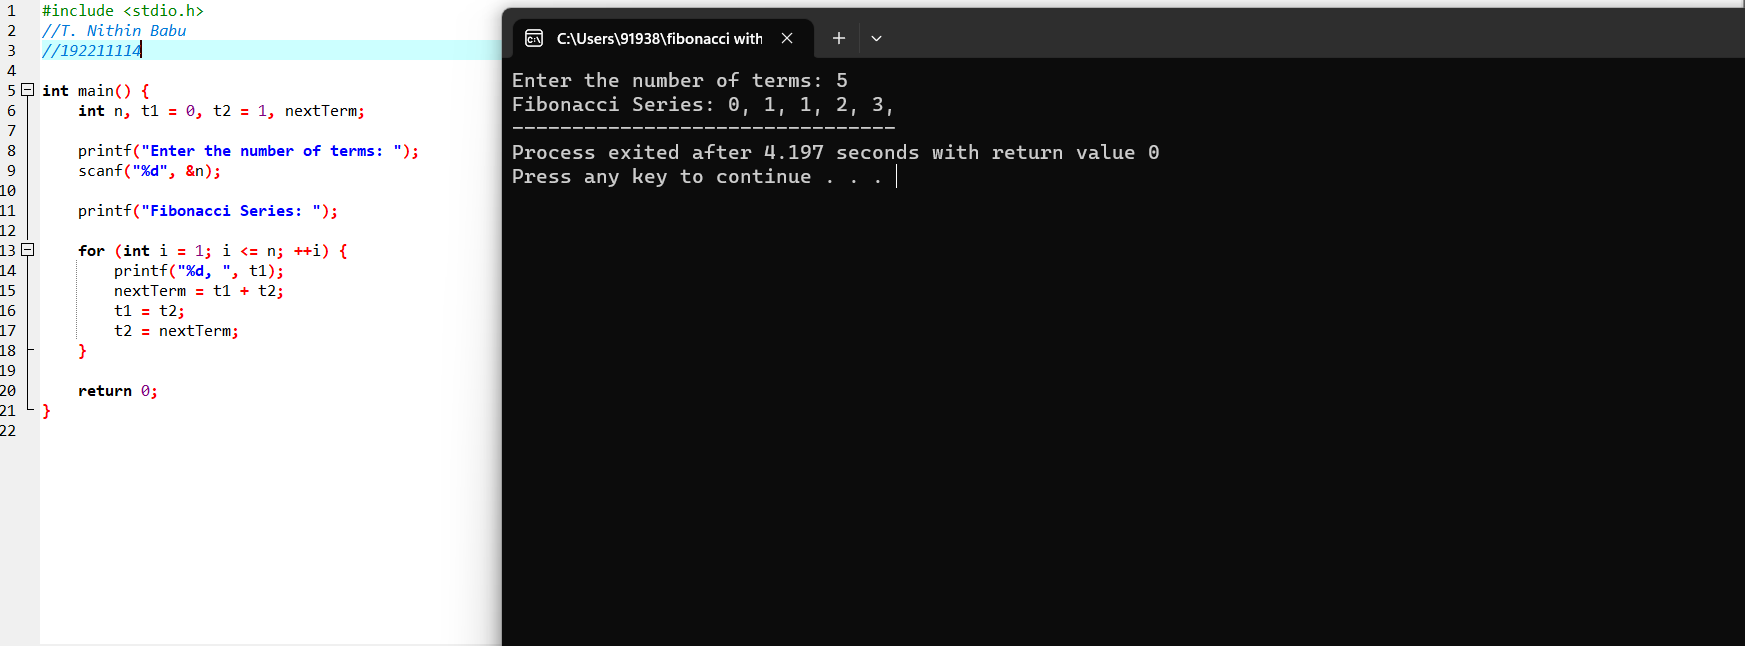 1 #include <stdio.h>
2 //T. Nithin Babu
3 //192211114
4
5 int main() {
6     int n, t1 = 0, t2 = 1, nextTerm;
7
8     printf("Enter the number of terms: ");
9     scanf("%d", &n);
10
11     printf("Fibonacci Series: ");
12
13     for (int i = 1; i <= n; ++i) {
14         printf("%d, ", t1);
15         nextTerm = t1 + t2;
16         t1 = t2;
17         t2 = nextTerm;
18     }
19
20     return 0;
21 }
22
C:\Users\91938\fibonacci with
Enter the number of terms: 5
Fibonacci Series: 0, 1, 1, 2, 3,
--------------------------------
Process exited after 4.197 seconds with return value 0
Press any key to continue . . .